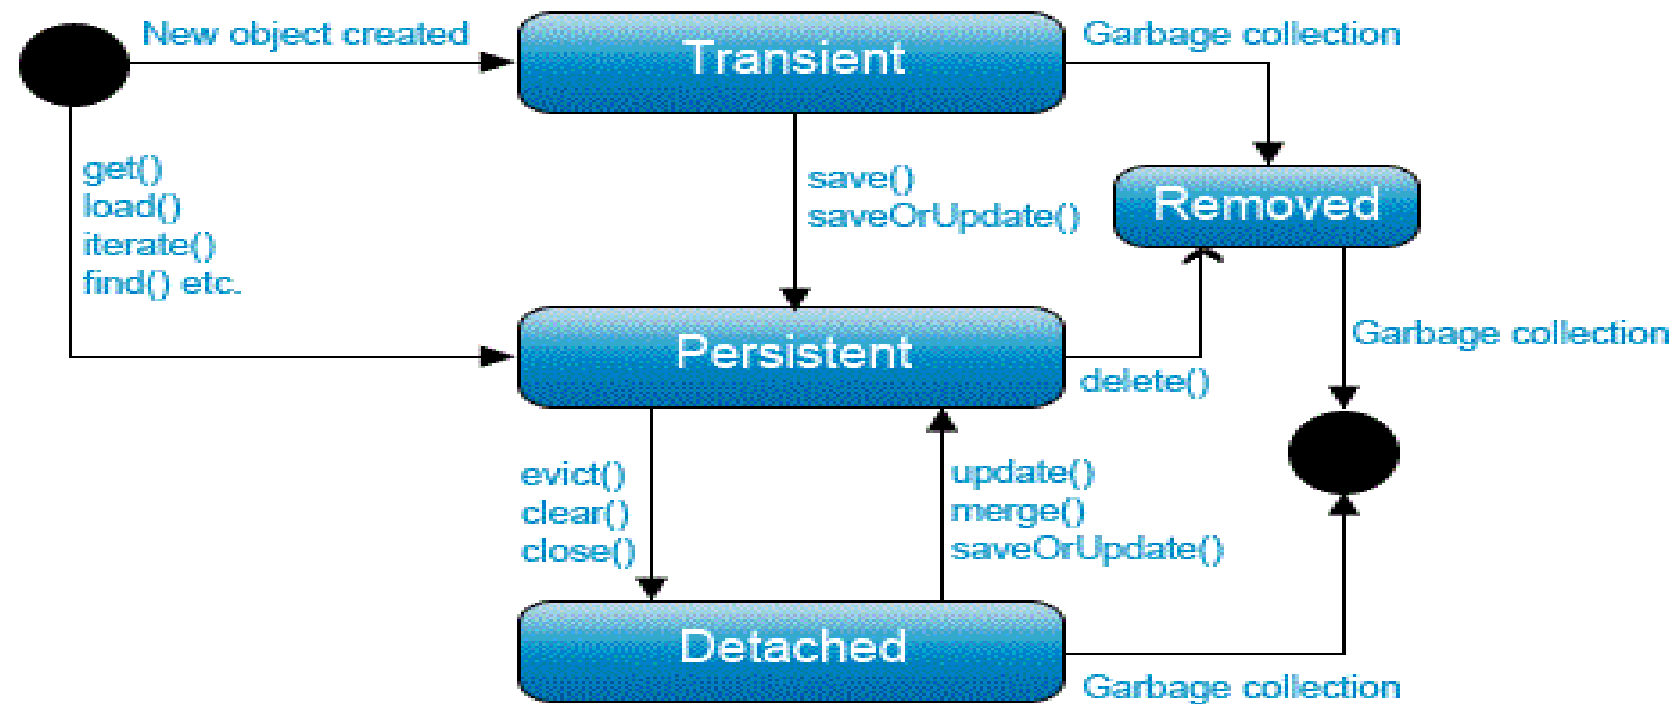 New object created
Transient
Garbage collection
get()
load()
iterate()
find() etc.
save()
saveOrUpdate()
Removed
Persistent
delete()
Garbage collection
evict()
clear()
close()
update()
merge()
saveOrUpdate()
Detached
Garbage collection